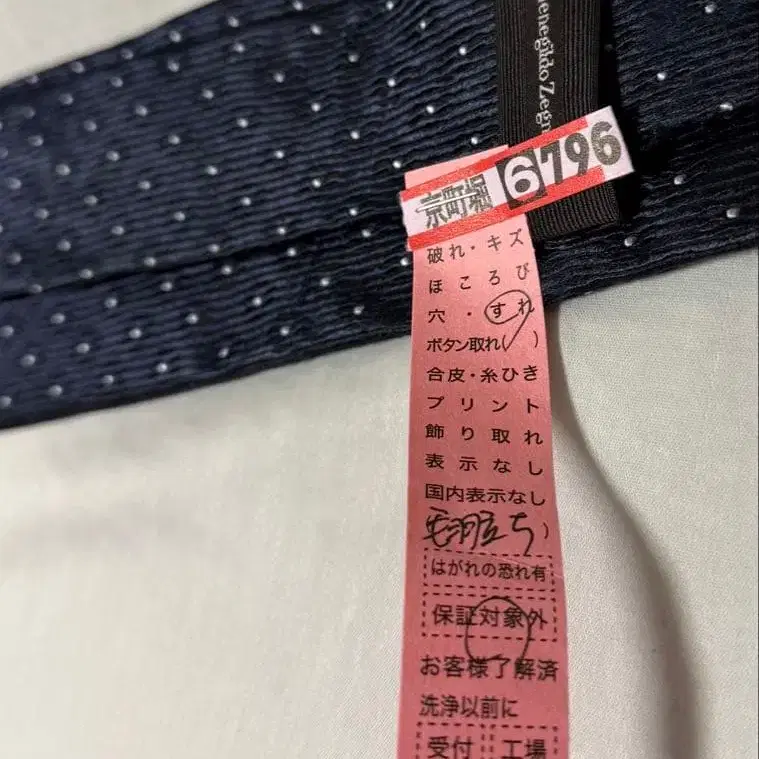 enegildo Zegn
京町堀 6796
破れ・キズ
ほころび
穴・すれ
ボタン取れ( )
合皮・糸ひき
プリント
飾り取れ
表示なし
国内表示なし
毛羽立ち)
はがれの恐れ有
保証対象外
お客様了解済
洗浄以前に
受付 工場